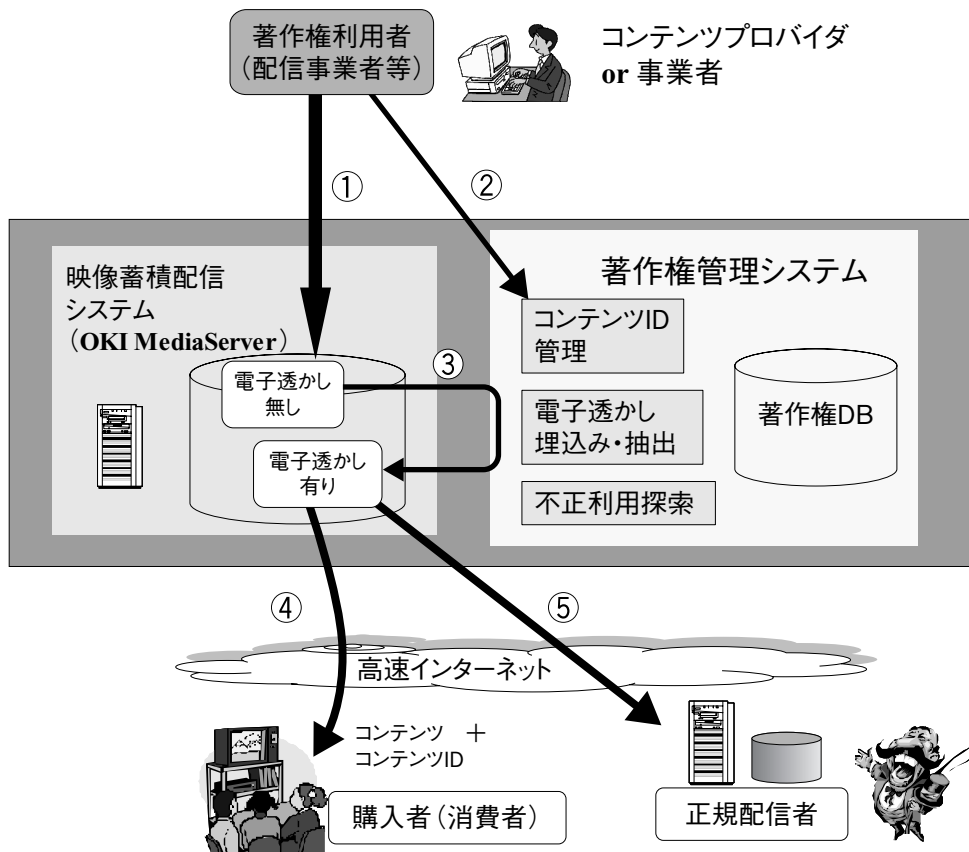 著作権利用者
(配信事業者等)
コンテンツプロバイダ
or 事業者
①
②
映像蓄積配信
システム
(OKI MediaServer)
著作権管理システム
コンテンツID
管理
③
電子透かし
無し
電子透かし
埋込み・抽出
著作権DB
電子透かし
有り
不正利用探索
④
⑤
高速インターネット
コンテンツ ＋
コンテンツID
購入者(消費者)
正規配信者